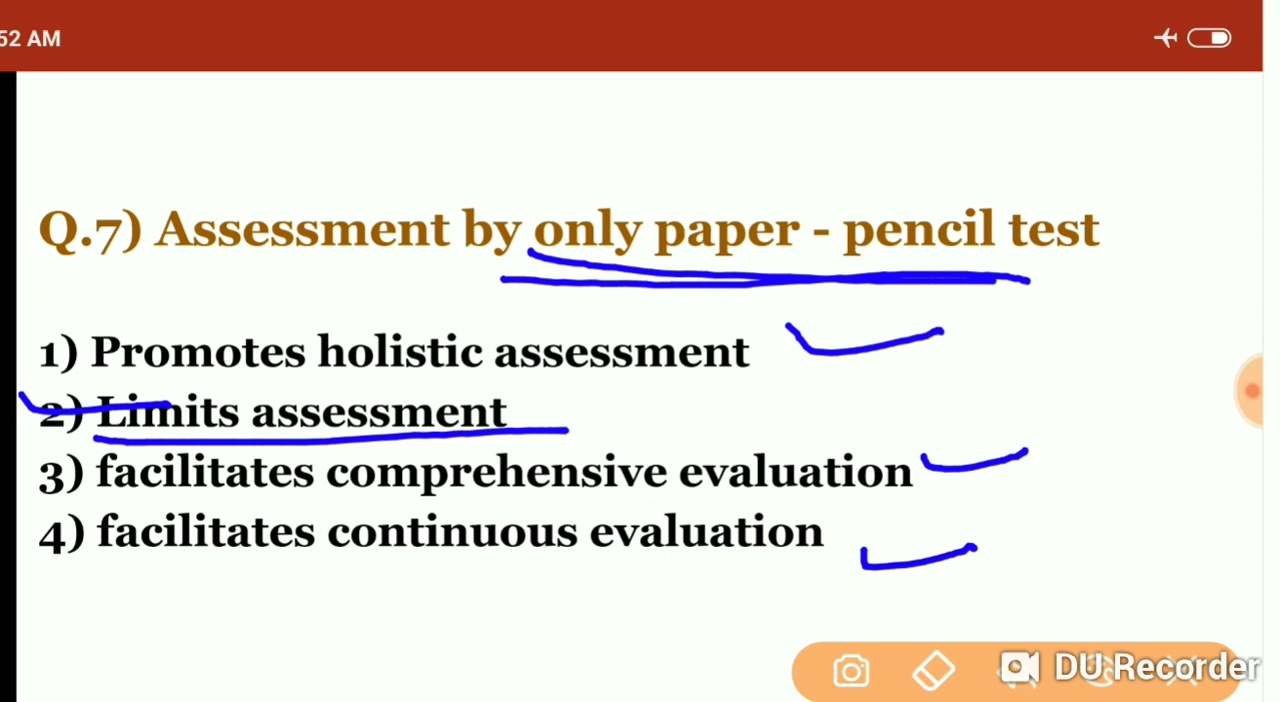 52 AM
Q.7) Assessment by only paper - pencil test
1) Promotes holistic assessment
2) Limits assessment
3) facilitates comprehensive evaluation
4) facilitates continuous evaluation
DU Recorder